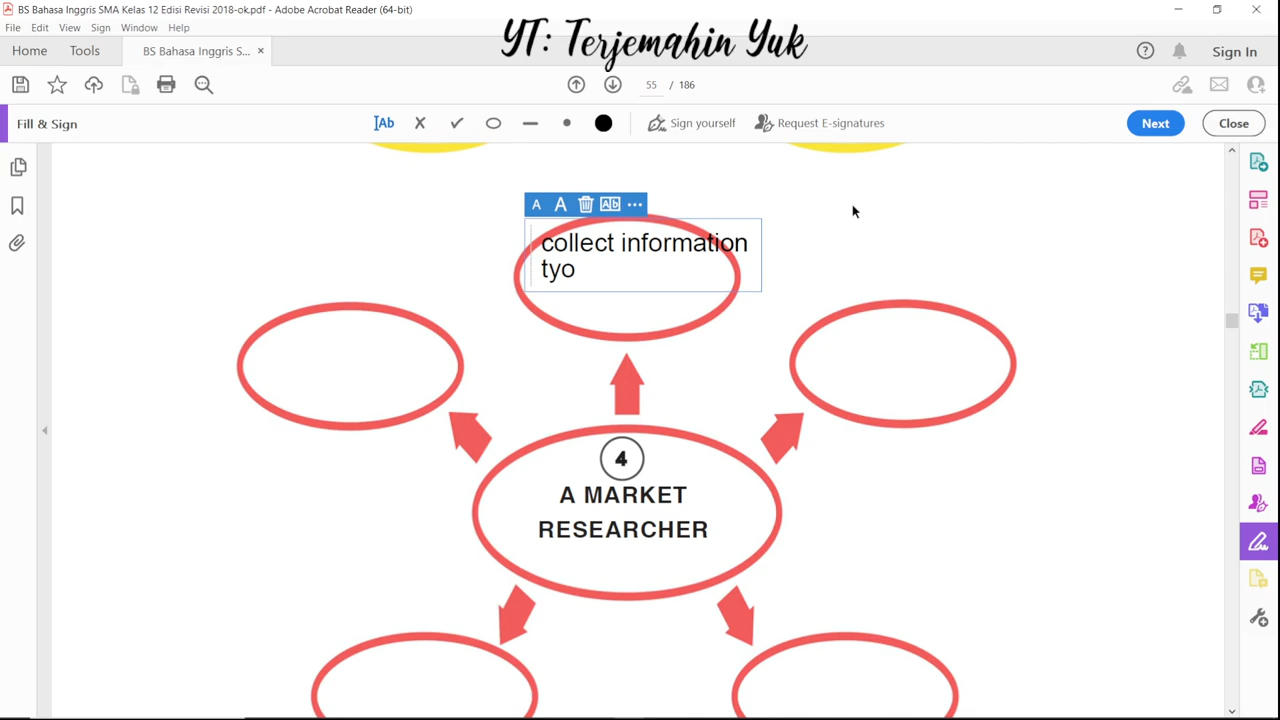 BS Bahasa Inggris SMA Kelas 12 Edisi Revisi 2018-ok.pdf - Adobe Acrobat Reader (64-bit)
File Edit View Sign Window Help
YT: Terjemahin Yuk
Home Tools BS Bahasa Inggris S... × Sign In
55 / 186
Fill & Sign Ab Sign yourself Request E-signatures Next Close
A A Ab ...
collect information
tyo
4
A MARKET
RESEARCHER